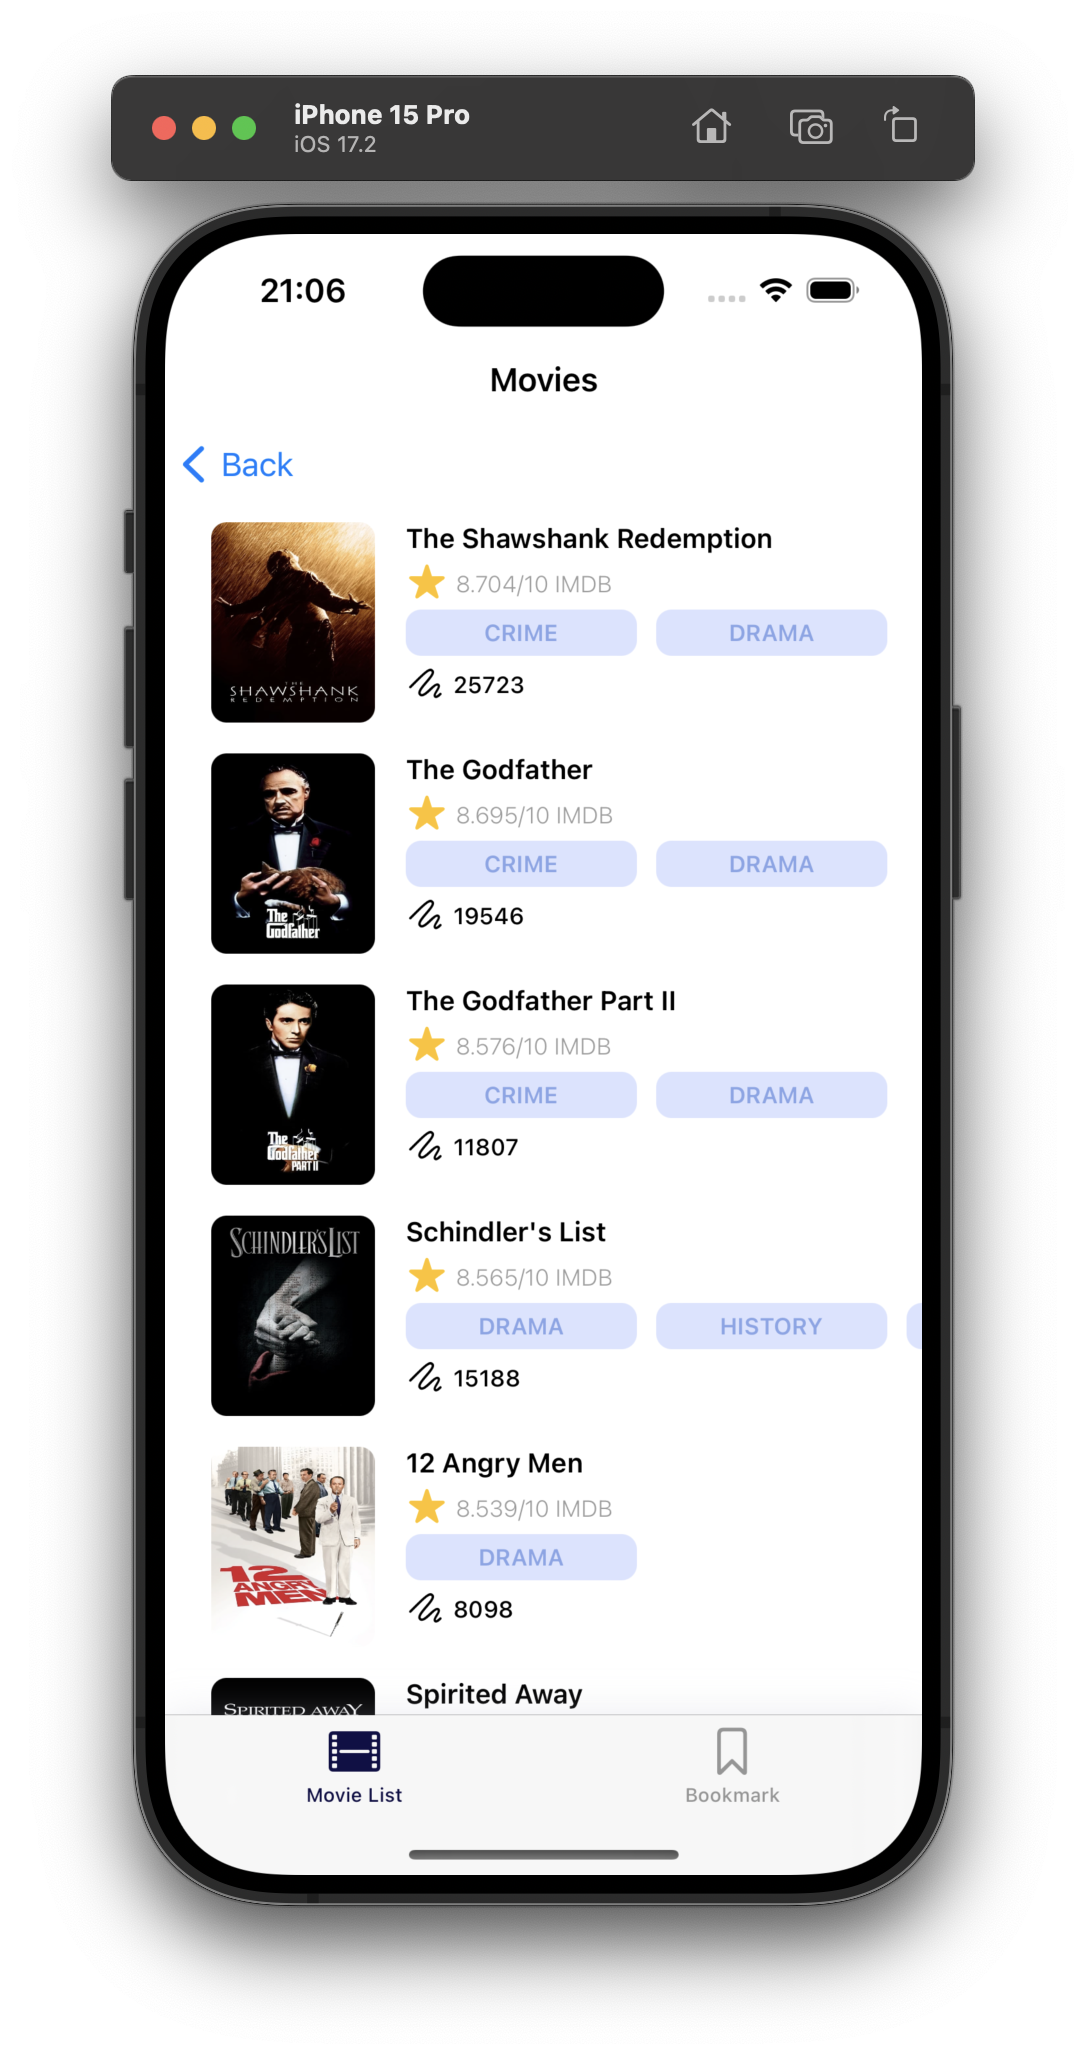 iPhone 15 Pro
iOS 17.2
21:06
Movies
Back
The Shawshank Redemption
8.704/10 IMDB
CRIME DRAMA
25723
THE
SHAWSHANK
REDEMPTION
The Godfather
8.695/10 IMDB
CRIME DRAMA
19546
The
Godfather
The Godfather Part II
8.576/10 IMDB
CRIME DRAMA
11807
The
Godfather
PART II
SCHINDLER'S LIST
Schindler's List
8.565/10 IMDB
DRAMA HISTORY
15188
12 Angry Men
8.539/10 IMDB
DRAMA
12
ANGRY
MEN
8098
Spirited Away
SPIRITED AWAY
Movie List Bookmark